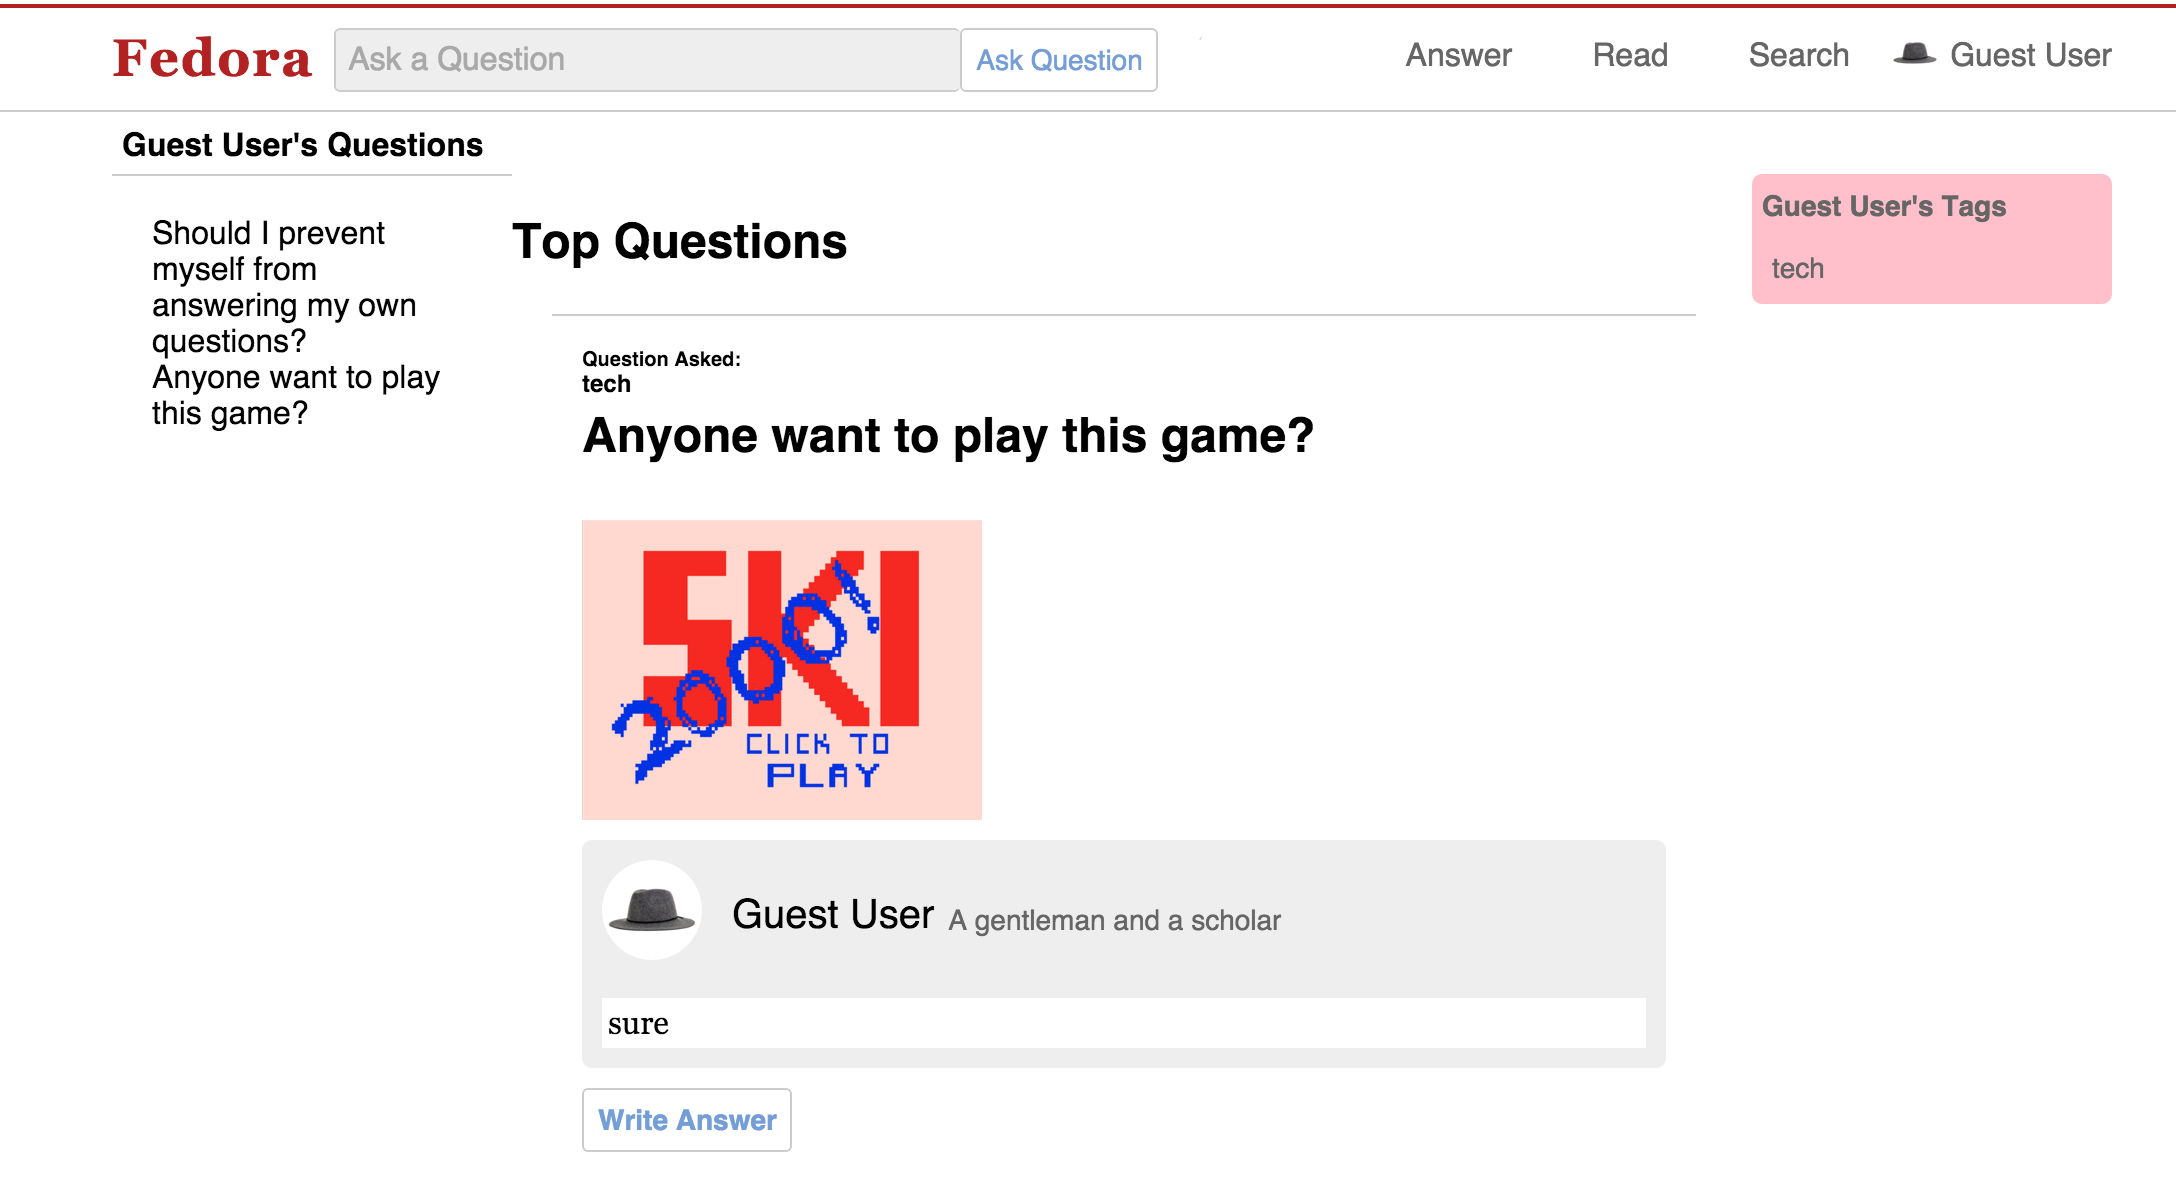 Fedora
Ask a Question
Ask Question
Answer
Read
Search
Guest User
Guest User's Questions
Should I prevent
myself from
answering my own
questions?
Anyone want to play
this game?
Top Questions
Question Asked:
tech
Anyone want to play this game?
SKI
2000!
CLICK TO
PLAY
Guest User A gentleman and a scholar
sure
Write Answer
Guest User's Tags
tech